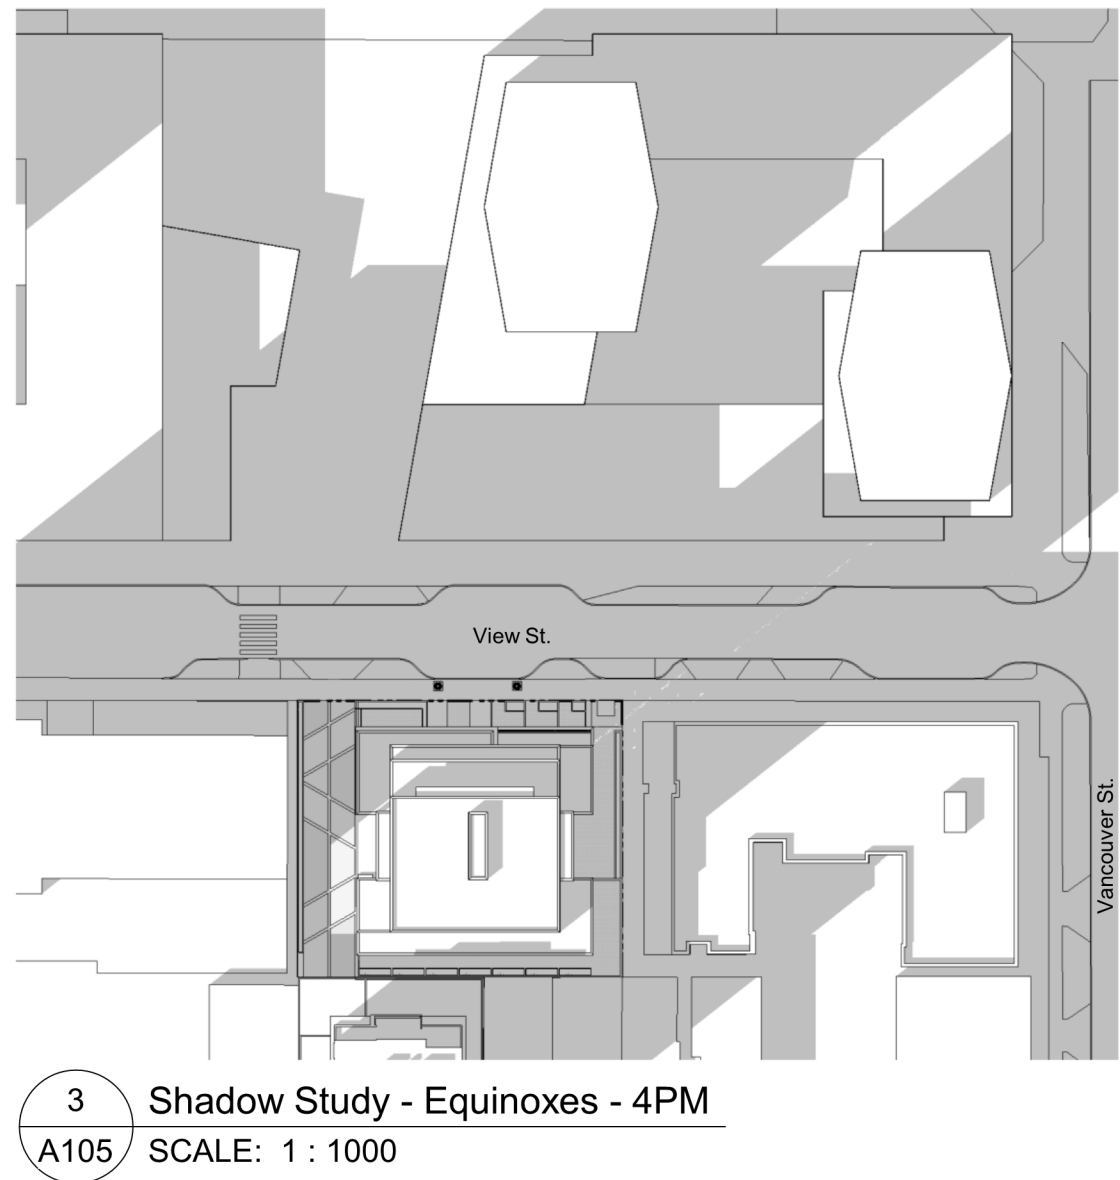 View St.
Vancouver St.
3
A105
Shadow Study - Equinoxes - 4PM
SCALE: 1 : 1000